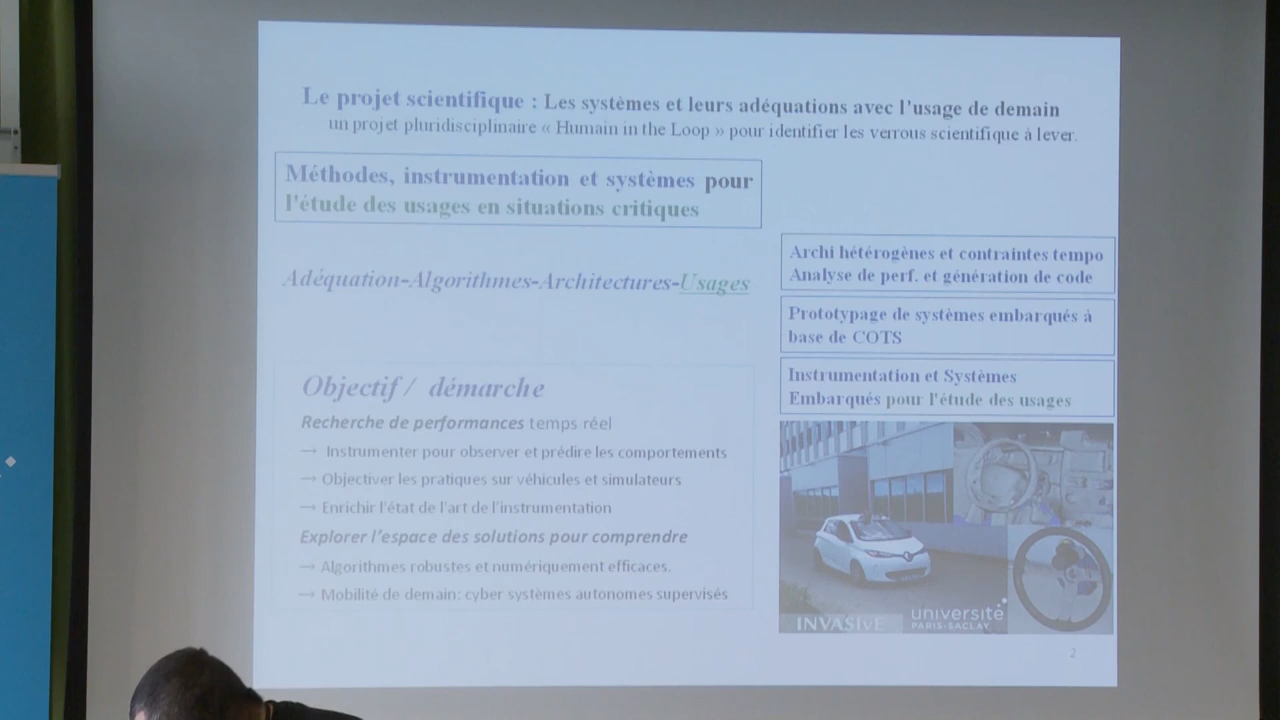 Le projet scientifique : Les systèmes et leurs adéquations avec l'usage de demain
un projet pluridisciplinaire « Humain in the Loop » pour identifier les verrous scientifique à lever.
Méthodes, instrumentation et systèmes pour
l'étude des usages en situations critiques
Adéquation-Algorithmes-Architectures-Usages
Archi hétérogènes et contraintes tempo
Analyse de perf. et génération de code
Prototypage de systèmes embarqués à
base de COTS
Instrumentation et Systèmes
Embarqués pour l'étude des usages
Objectif / démarche
Recherche de performances temps réel
→ Instrumenter pour observer et prédire les comportements
→ Objectiver les pratiques sur véhicules et simulateurs
→ Enrichir l'état de l'art de l'instrumentation
Explorer l'espace des solutions pour comprendre
→ Algorithmes robustes et numériquement efficaces.
→ Mobilité de demain: cyber systèmes autonomes supervisés
INVASIvE
université
PARIS-SACLAY
2